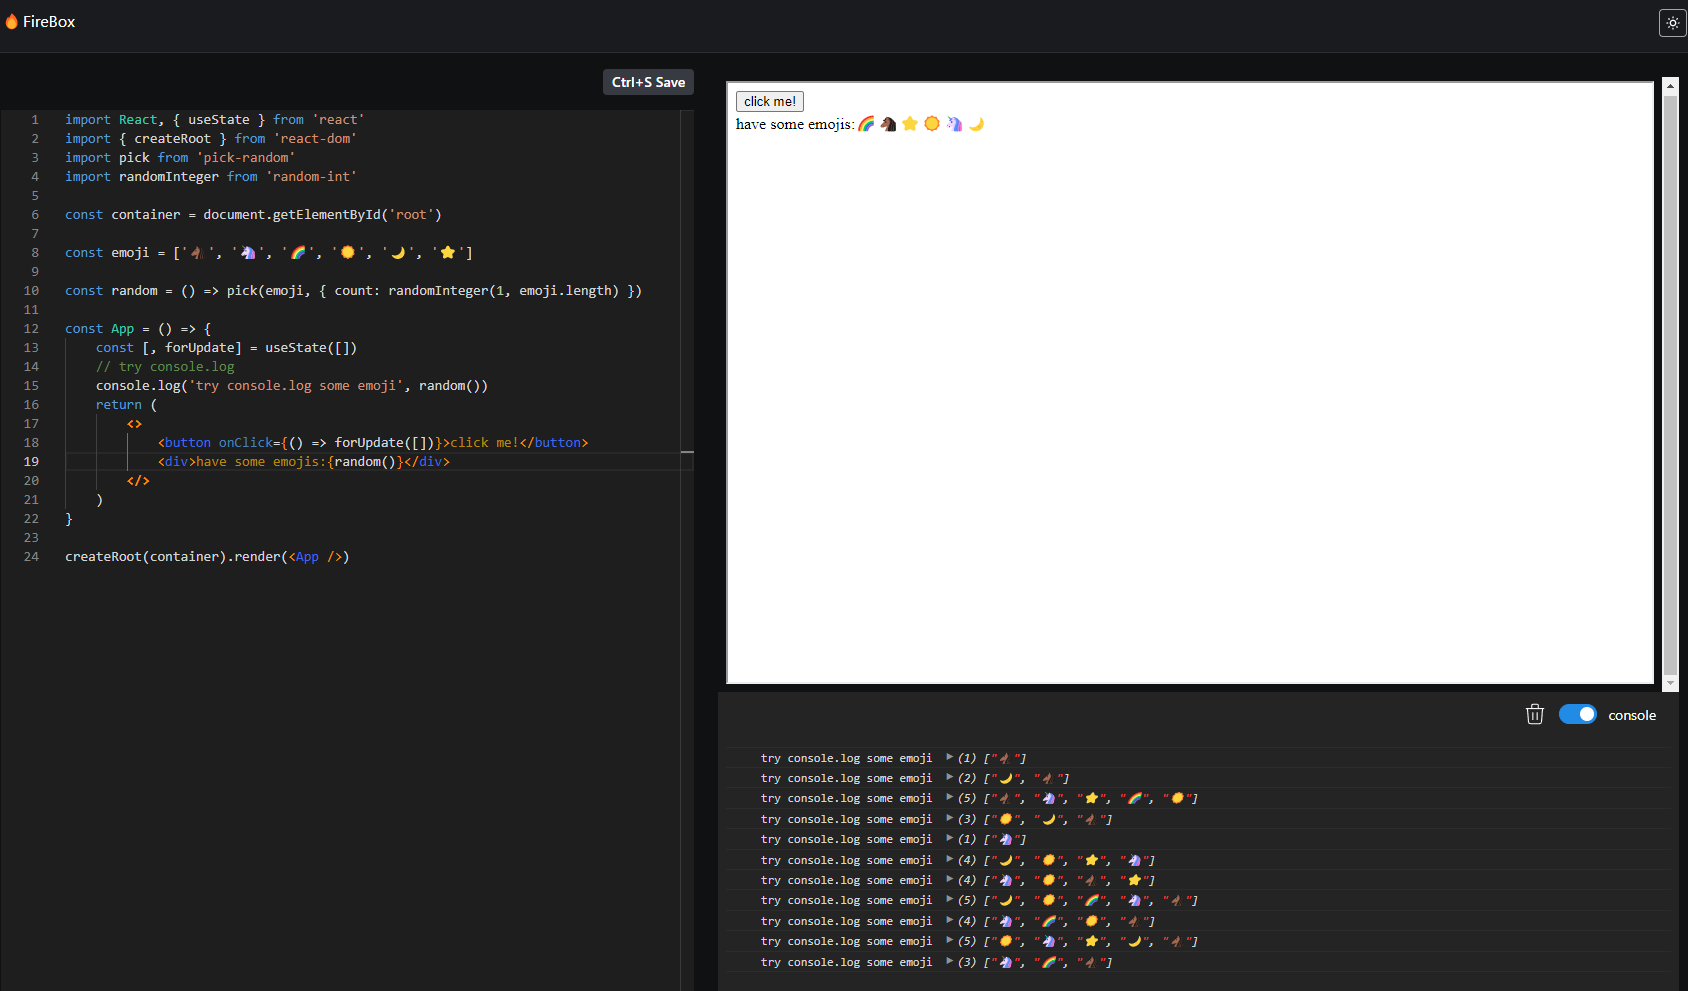 🔥 FireBox
Ctrl+S Save
1 import React, { useState } from 'react'
2 import { createRoot } from 'react-dom'
3 import pick from 'pick-random'
4 import randomInteger from 'random-int'
5
6 const container = document.getElementById('root')
7
8 const emoji = ['🐴', '🦄', '🌈', '🌞', '🌙', '⭐']
9
10 const random = () => pick(emoji, { count: randomInteger(1, emoji.length) })
11
12 const App = () => {
13 const [, forUpdate] = useState([])
14 // try console.log
15 console.log('try console.log some emoji', random())
16 return (
17 <>
18 <button onClick={() => forUpdate([])}>click me!</button>
19 <div>have some emojis:{random()}</div>
20 </>
21 )
22 }
23
24 createRoot(container).render(<App />)
click me!
have some emojis:🌈🐴⭐🌞🦄🌙
console
try console.log some emoji ▶(1) ["🐴"]
try console.log some emoji ▶(2) ["🌙", "🐴"]
try console.log some emoji ▶(5) ["🐴", "🦄", "⭐", "🌈", "🌞"]
try console.log some emoji ▶(3) ["🌞", "🌙", "🐴"]
try console.log some emoji ▶(1) ["🦄"]
try console.log some emoji ▶(4) ["🌙", "🌞", "⭐", "🦄"]
try console.log some emoji ▶(4) ["🦄", "🌞", "🐴", "⭐"]
try console.log some emoji ▶(5) ["🌙", "🌞", "🌈", "🦄", "🐴"]
try console.log some emoji ▶(4) ["🦄", "🌈", "🌞", "🐴"]
try console.log some emoji ▶(5) ["🌞", "🦄", "⭐", "🌙", "🐴"]
try console.log some emoji ▶(3) ["🦄", "🌈", "🐴"]